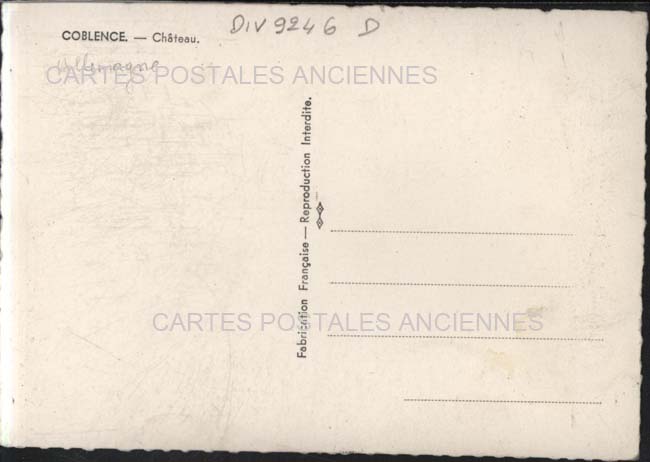 DIV 9246 D
COBLENCE. — Château.
Allemagne
CARTES POSTALES ANCIENNES
Fabrication Française — Reproduction Interdite.
CARTES POSTALES ANCIENNES